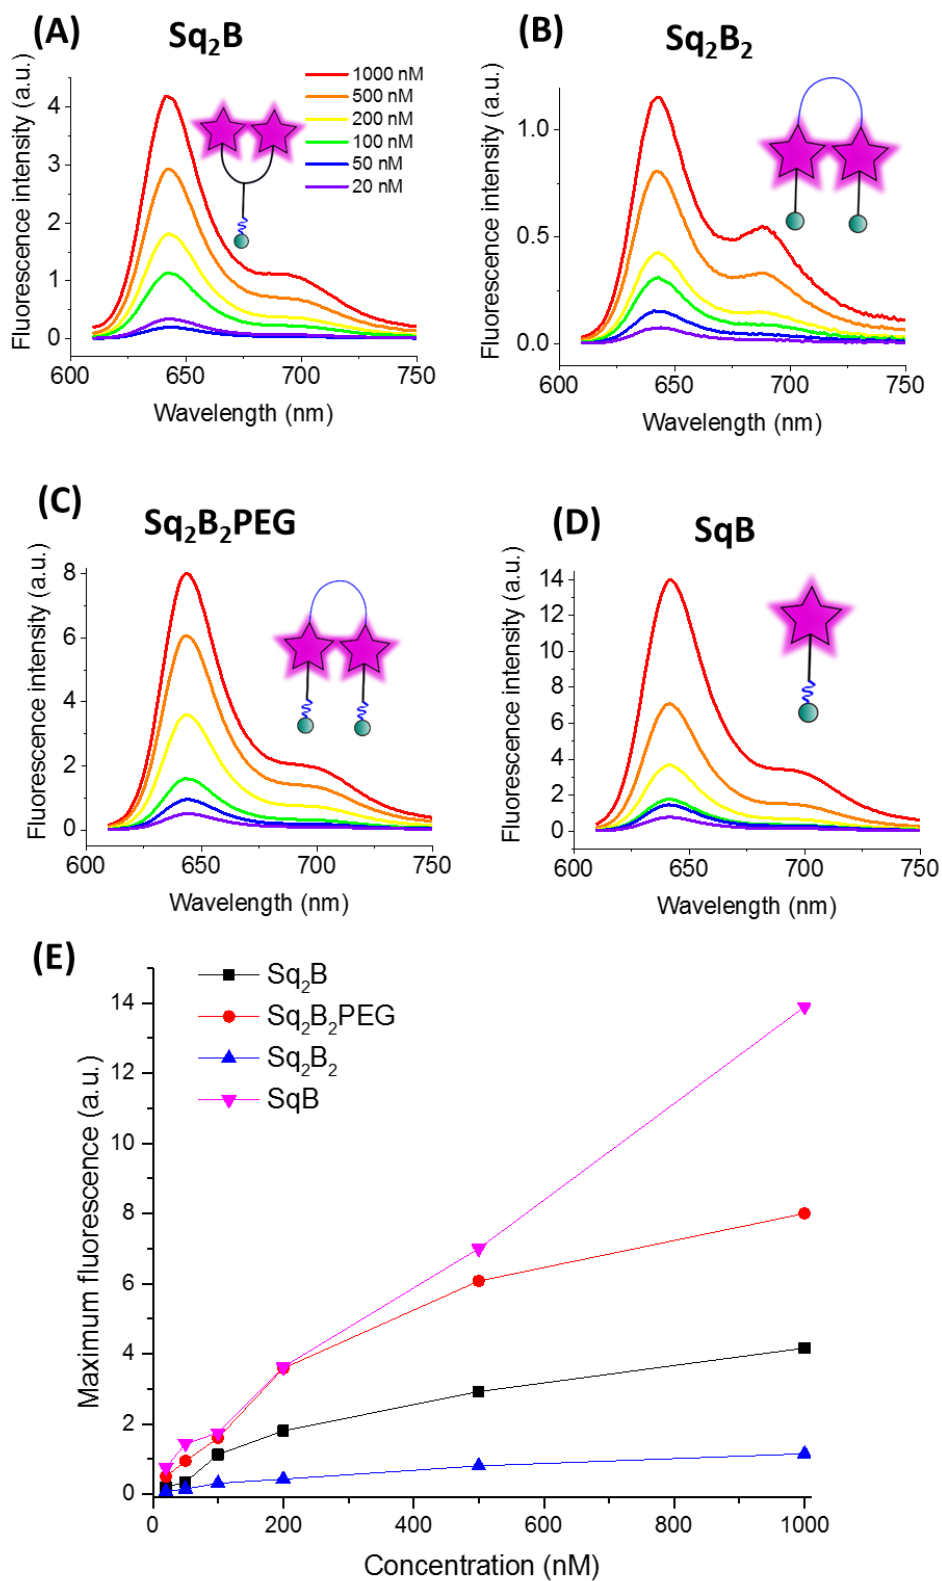 (A)
Sq₂B
Fluorescence intensity (a.u.)
4
3
2
1
0
600 650 700 750
Wavelength (nm)
1000 nM
500 nM
200 nM
100 nM
50 nM
20 nM
(B)
Sq₂B₂
Fluorescence intensity (a.u.)
1.0
0.5
0.0
600 650 700 750
Wavelength (nm)
(C)
Sq₂B₂PEG
Fluorescence intensity (a.u.)
8
6
4
2
0
600 650 700 750
Wavelength (nm)
(D)
SqB
Fluorescence intensity (a.u.)
14
12
10
8
6
4
2
0
600 650 700 750
Wavelength (nm)
(E)
Sq₂B
Sq₂B₂PEG
Sq₂B₂
SqB
Maximum fluorescence (a.u.)
14
12
10
8
6
4
2
0
0 200 400 600 800 1000
Concentration (nM)